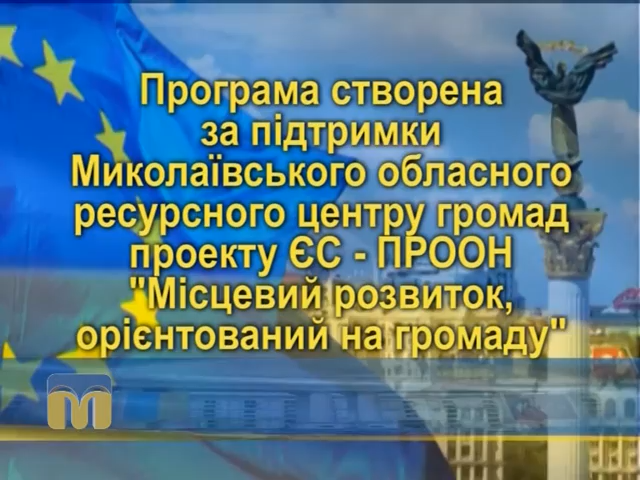 Програма створена
за підтримки
Миколаївського обласного
ресурсного центру громад
проекту ЄС - ПРООН
"Місцевий розвиток,
орієнтований на громаду"
М